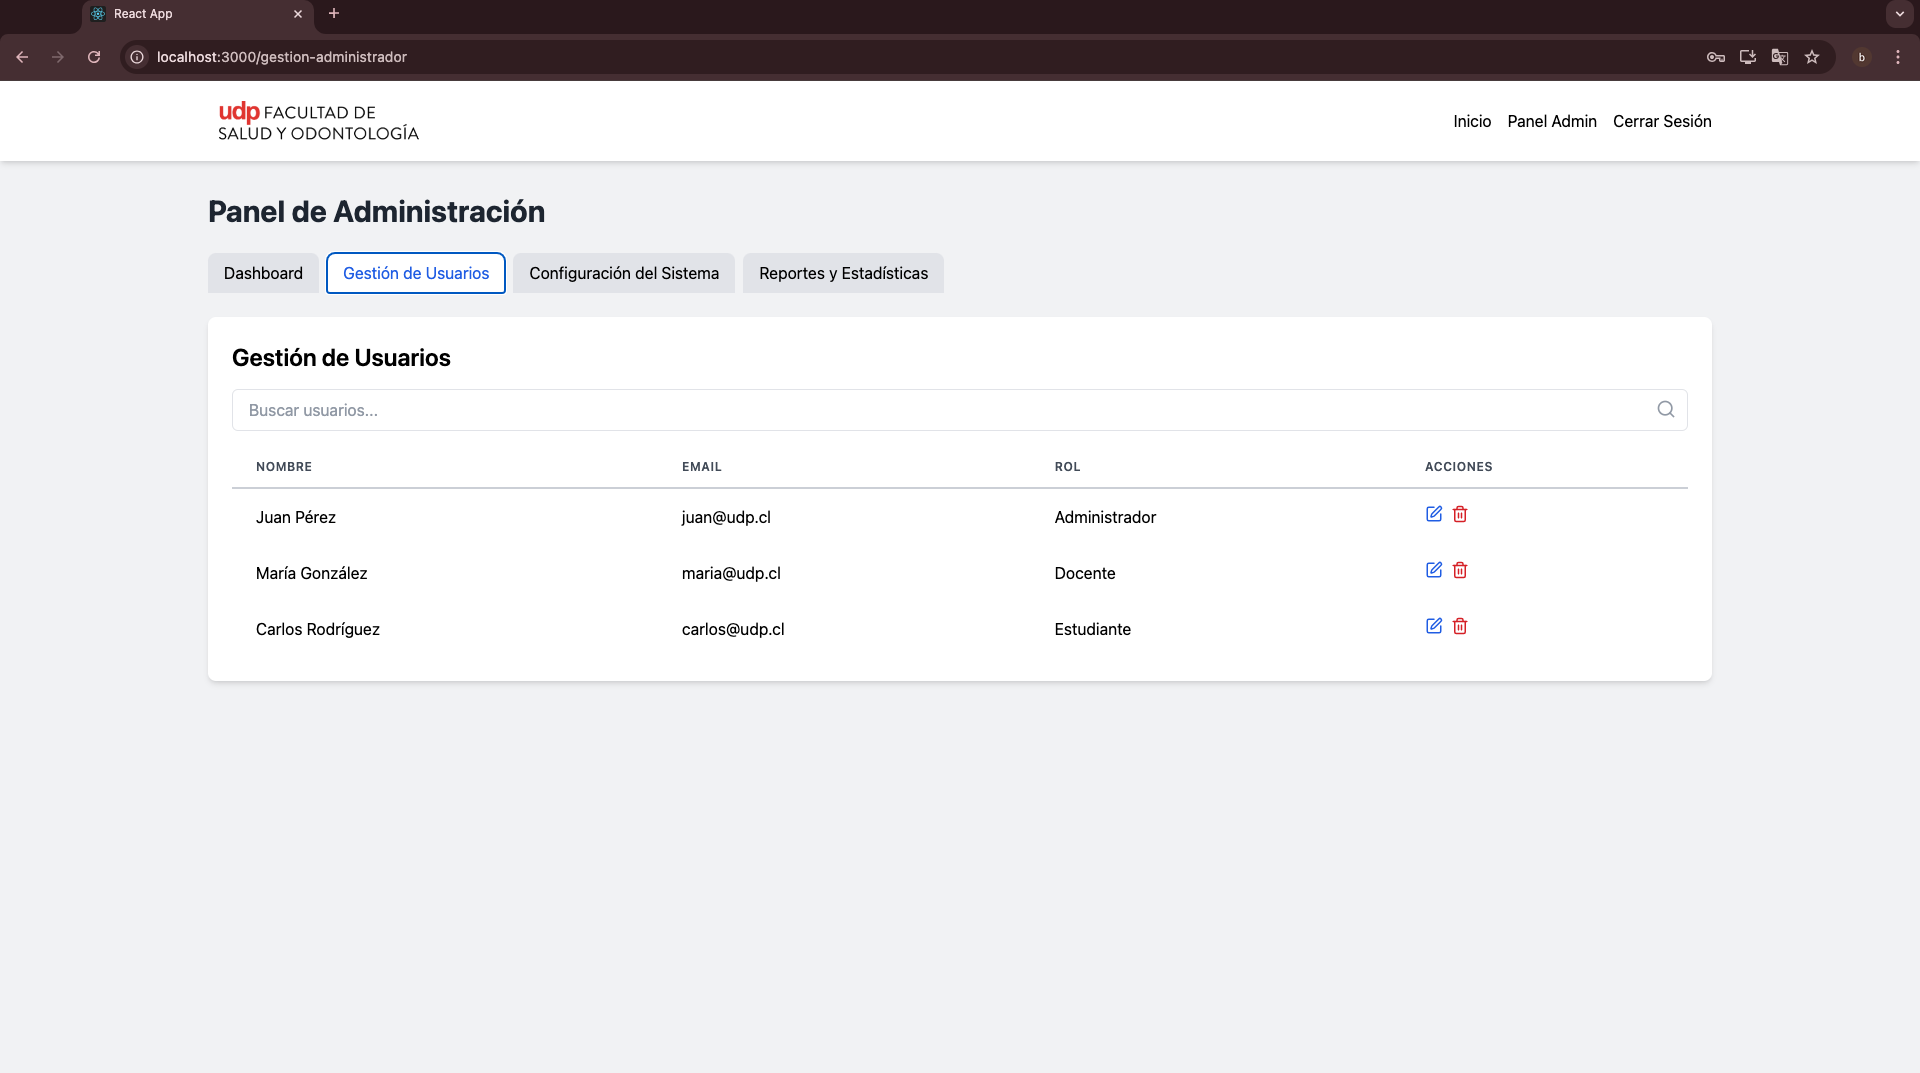 React App
localhost:3000/gestion-administrador
b
udp FACULTAD DE
SALUD Y ODONTOLOGÍA
Inicio Panel Admin Cerrar Sesión
Panel de Administración
Dashboard Gestión de Usuarios Configuración del Sistema Reportes y Estadísticas
Gestión de Usuarios
Buscar usuarios...
NOMBRE EMAIL ROL ACCIONES
Juan Pérez juan@udp.cl Administrador
María González maria@udp.cl Docente
Carlos Rodríguez carlos@udp.cl Estudiante